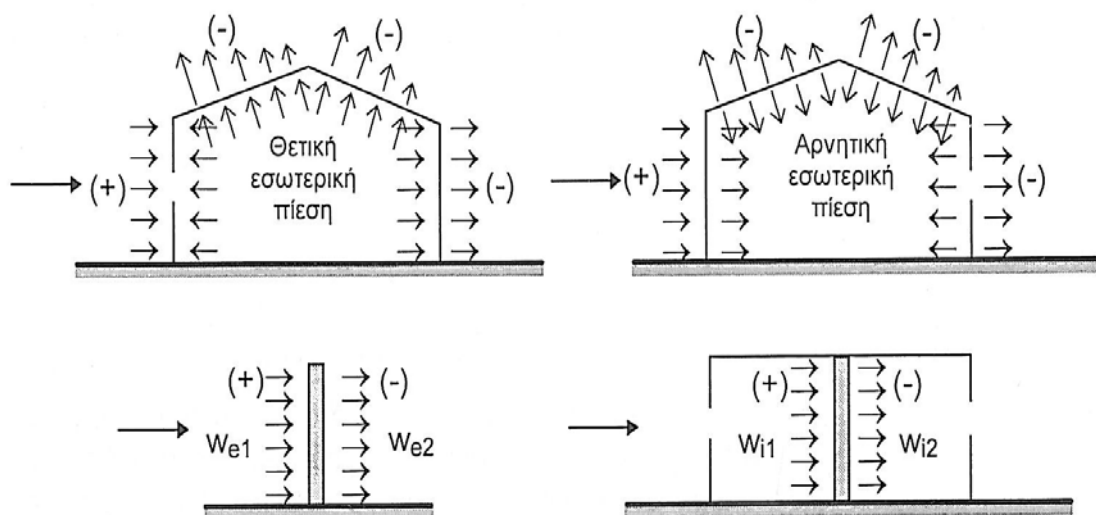 (-) (-)
(+) Θετική εσωτερική πίεση (-)
(-) (-)
(+) Αρνητική εσωτερική πίεση (-)
(+) (-)
We1 We2
(+) (-)
Wi1 Wi2